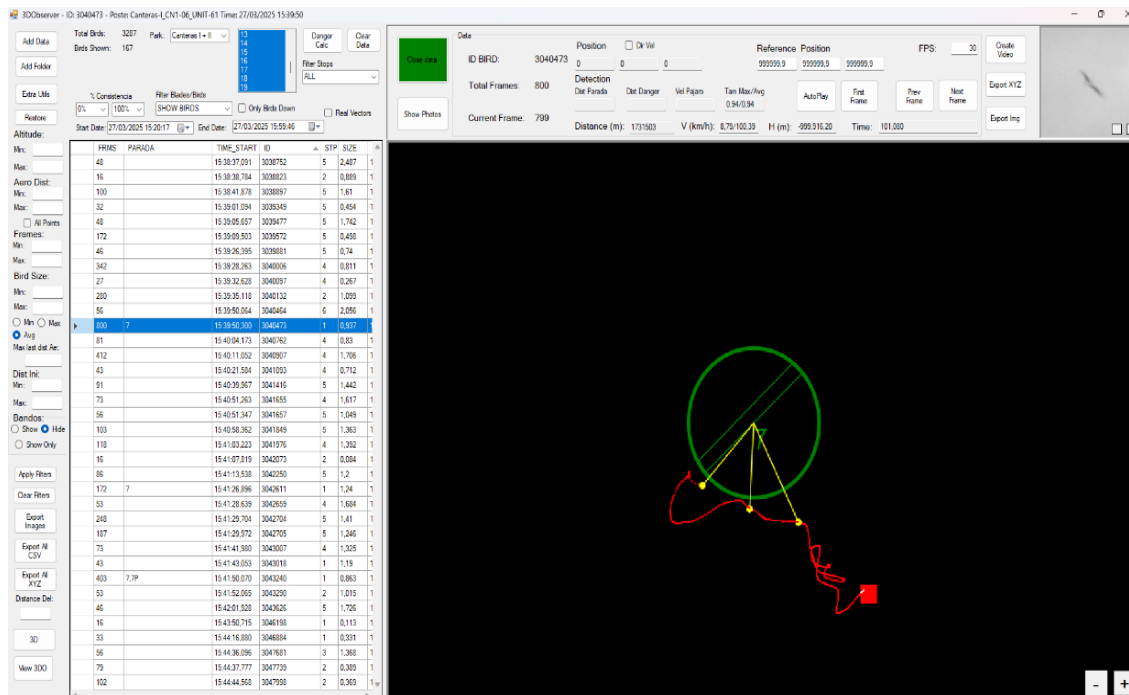 3DObserver - ID: 3040473 - Poste: Canteras-I_CN1-06_UNIT-61 Time: 27/03/2025 15:39:50
Add Data
Add Folder
Extra Utils
Restore
Altitude:
Min:
Max:
Aero Dist:
Min:
Max:
All Points
Frames:
Min:
Max:
Bird Size:
Min:
Max:
Min Max
Avg
Max last dist Ae:
Dist Ini:
Min:
Max:
Bandos:
Show Hide
Show Only
Apply Filters
Clear Filters
Export Images
Export All CSV
Export All XYZ
Distance Del:
3D
View 3DO
Total Birds: 3287 Park: Canteras I + II
Birds Shown: 167
13
14
15
16
17
18
19
Danger Calc
Clear Data
Filter Stops
ALL
% Consistencia Filter Blades/Birds
0% 100% SHOW BIRDS Only Birds Down Real Vectors
Start Date: 27/03/2025 15:20:17 End Date: 27/03/2025 15:59:46
FRMS PARADA TIME_START ID STP SIZE
48 15:38:37,091 3038752 5 2,487
16 15:38:38,784 3038823 2 0,889
100 15:38:41,878 3038897 5 1,61
32 15:39:01,094 3039349 5 0,454
48 15:39:05,697 3039477 5 1,742
172 15:39:09,503 3039572 5 0,498
46 15:39:26,395 3039881 5 0,74
342 15:39:28,263 3040006 4 0,811
27 15:39:32,628 3040097 4 0,267
280 15:39:35,118 3040132 2 1,099
56 15:39:50,064 3040464 6 2,056
800 7 15:39:50,300 3040473 1 0,937
81 15:40:04,173 3040762 4 0,83
412 15:40:11,052 3040907 4 1,706
43 15:40:21,584 3041093 4 0,712
91 15:40:39,967 3041416 5 1,442
73 15:40:51,263 3041655 4 1,617
56 15:40:51,347 3041657 5 1,049
103 15:40:58,362 3041849 5 1,363
118 15:41:03,223 3041976 4 1,392
16 15:41:07,819 3042073 2 0,084
86 15:41:13,538 3042250 5 1,2
172 7 15:41:26,896 3042611 1 1,24
53 15:41:28,639 3042659 4 1,684
248 15:41:29,704 3042704 5 1,41
187 15:41:29,972 3042705 5 1,246
73 15:41:41,980 3043007 4 1,325
43 15:41:43,053 3043018 1 1,19
403 7,7P 15:41:50,070 3043240 1 0,863
53 15:41:52,065 3043290 2 1,015
46 15:42:01,928 3043626 5 1,726
16 15:43:50,715 3046198 1 0,113
33 15:44:16,880 3046884 1 0,331
56 15:44:36,096 3047681 3 1,368
79 15:44:37,777 3047739 2 0,389
102 15:44:44,568 3047998 2 0,369
Close data
Show Photos
Data
ID BIRD: 3040473
Total Frames: 800
Current Frame: 799
Position Dir Vel
0 0 0
Detection
Dist Parada Dist Danger Vel Pajaro Tam Max/Avg
0.94/0.94
Distance (m): 1731503 V (km/h): 8,79/100.39 H (m): -999,916.20 Time: 101,080
Reference Position
999999,9 999999,9 999999,9
FPS: 30
AutoPlay
First Frame
Prev Frame
Next Frame
Create Video
Export XYZ
Export Img
7
- +